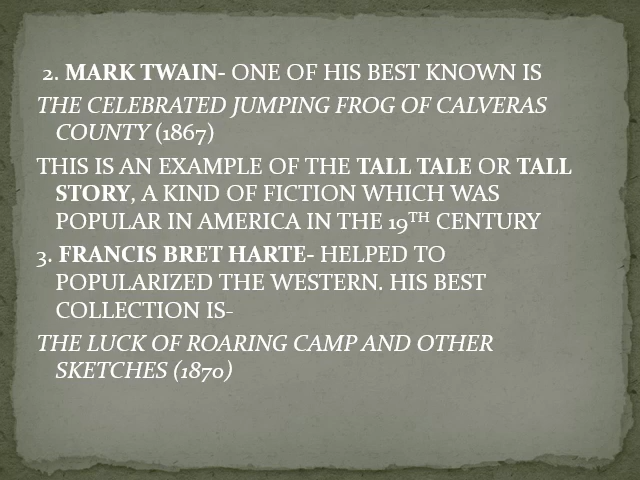 2. MARK TWAIN- ONE OF HIS BEST KNOWN IS
THE CELEBRATED JUMPING FROG OF CALVERAS
COUNTY (1867)
THIS IS AN EXAMPLE OF THE TALL TALE OR TALL
STORY, A KIND OF FICTION WHICH WAS
POPULAR IN AMERICA IN THE 19TH CENTURY
3. FRANCIS BRET HARTE- HELPED TO
POPULARIZED THE WESTERN. HIS BEST
COLLECTION IS-
THE LUCK OF ROARING CAMP AND OTHER
SKETCHES (1870)